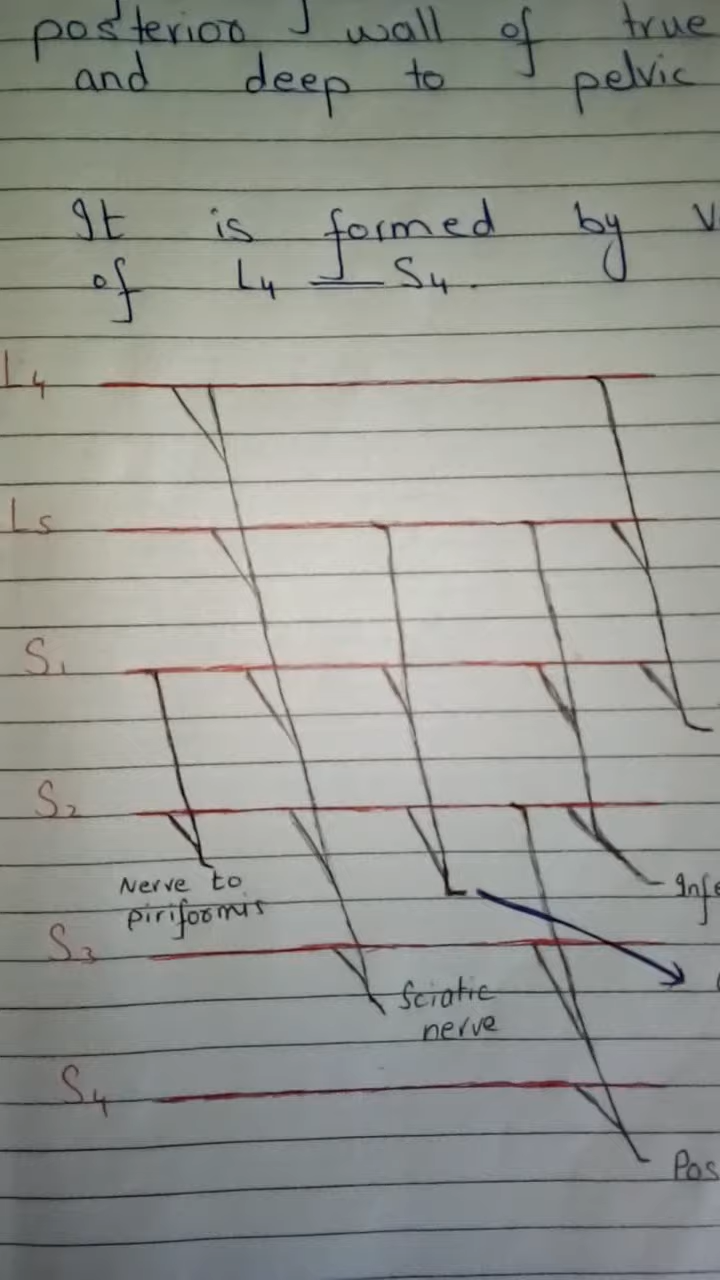 posterior wall of true
and deep to pelvic
It is formed by V
of L4 — S4.
L4
L5
S1
S2
Nerve to
piriformis
Infe
S3
Sciatic
nerve
S4
Pos